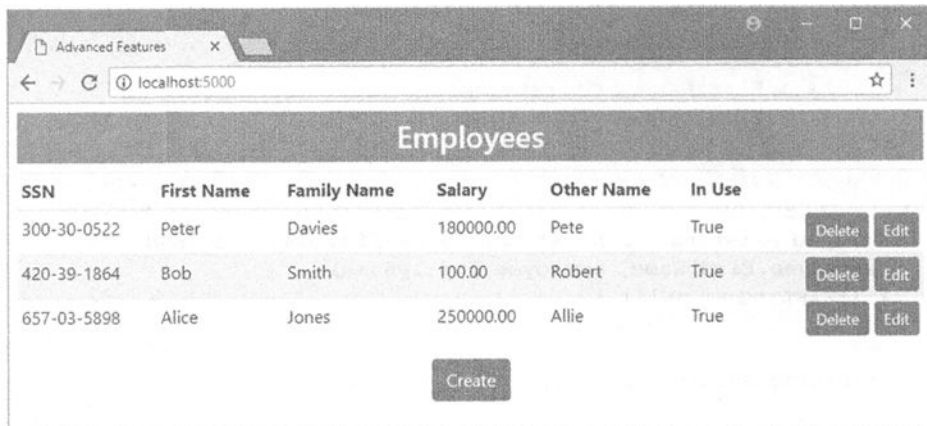 Advanced Features
localhost:5000
Employees
SSN First Name Family Name Salary Other Name In Use
300-30-0522 Peter Davies 180000.00 Pete True Delete Edit
420-39-1864 Bob Smith 100.00 Robert True Delete Edit
657-03-5898 Alice Jones 250000.00 Allie True Delete Edit
Create